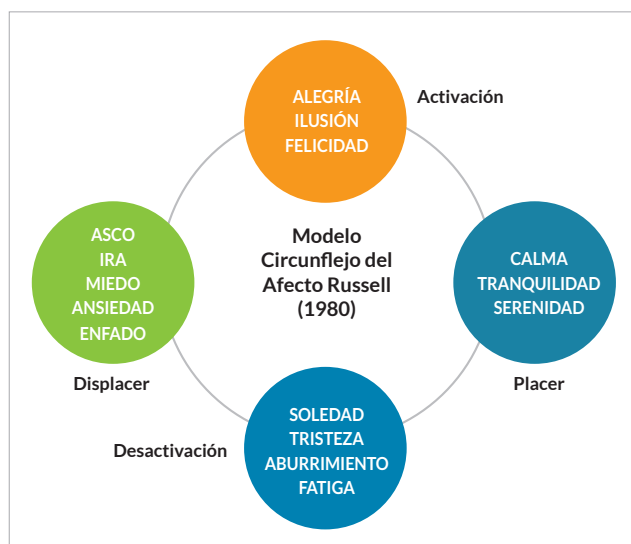 ALEGRÍA
ILUSIÓN
FELICIDAD
Activación
ASCO
IRA
MIEDO
ANSIEDAD
ENFADO
Displacer
Modelo
Circunflejo del
Afecto Russell
(1980)
CALMA
TRANQUILIDAD
SERENIDAD
Placer
SOLEDAD
TRISTEZA
ABURRIMIENTO
FATIGA
Desactivación